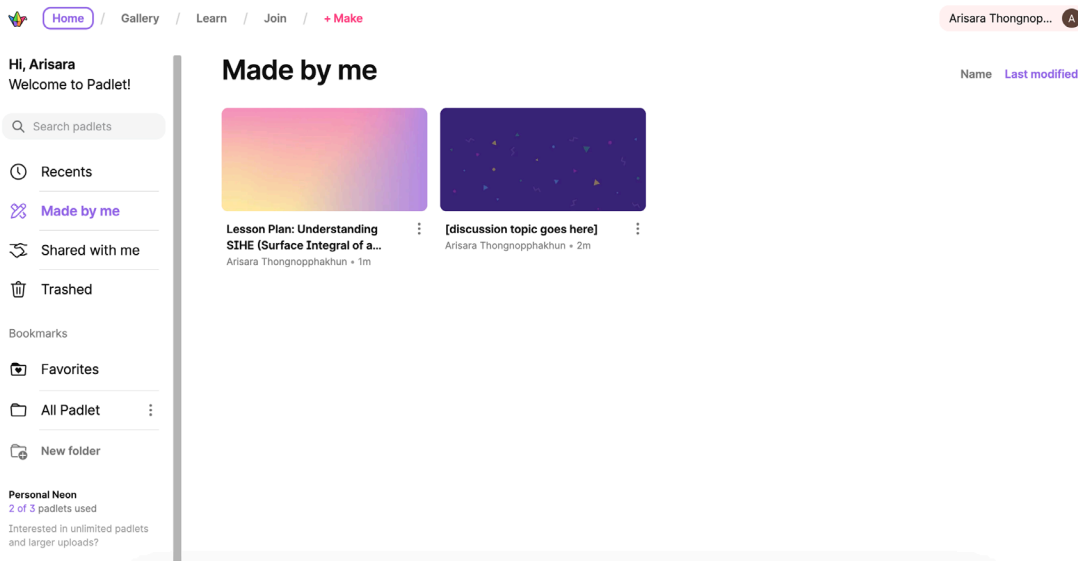 Home / Gallery / Learn / Join / + Make
Arisara Thongnop... A
Hi, Arisara
Welcome to Padlet!
Search padlets
Recents
Made by me
Shared with me
Trashed
Bookmarks
Favorites
All Padlet
New folder
Personal Neon
2 of 3 padlets used
Interested in unlimited padlets
and larger uploads?
Made by me
Name Last modified
Lesson Plan: Understanding
SIHE (Surface Integral of a...
Arisara Thongnopphakhun • 1m
[discussion topic goes here]
Arisara Thongnopphakhun • 2m